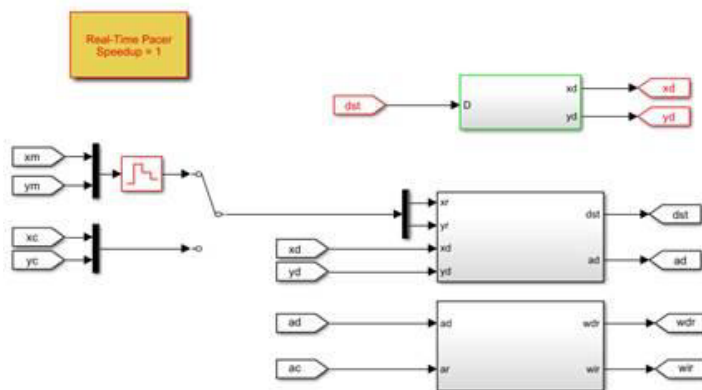 Real-Time Pacer
Speedup = 1
dst
D
xd
yd
xd
yd
xm
ym
xc
yc
xr
yr
xd
yd
xd
yd
dst
ad
dst
ad
ad
ac
ad
ar
wdr
wir
wdr
wir